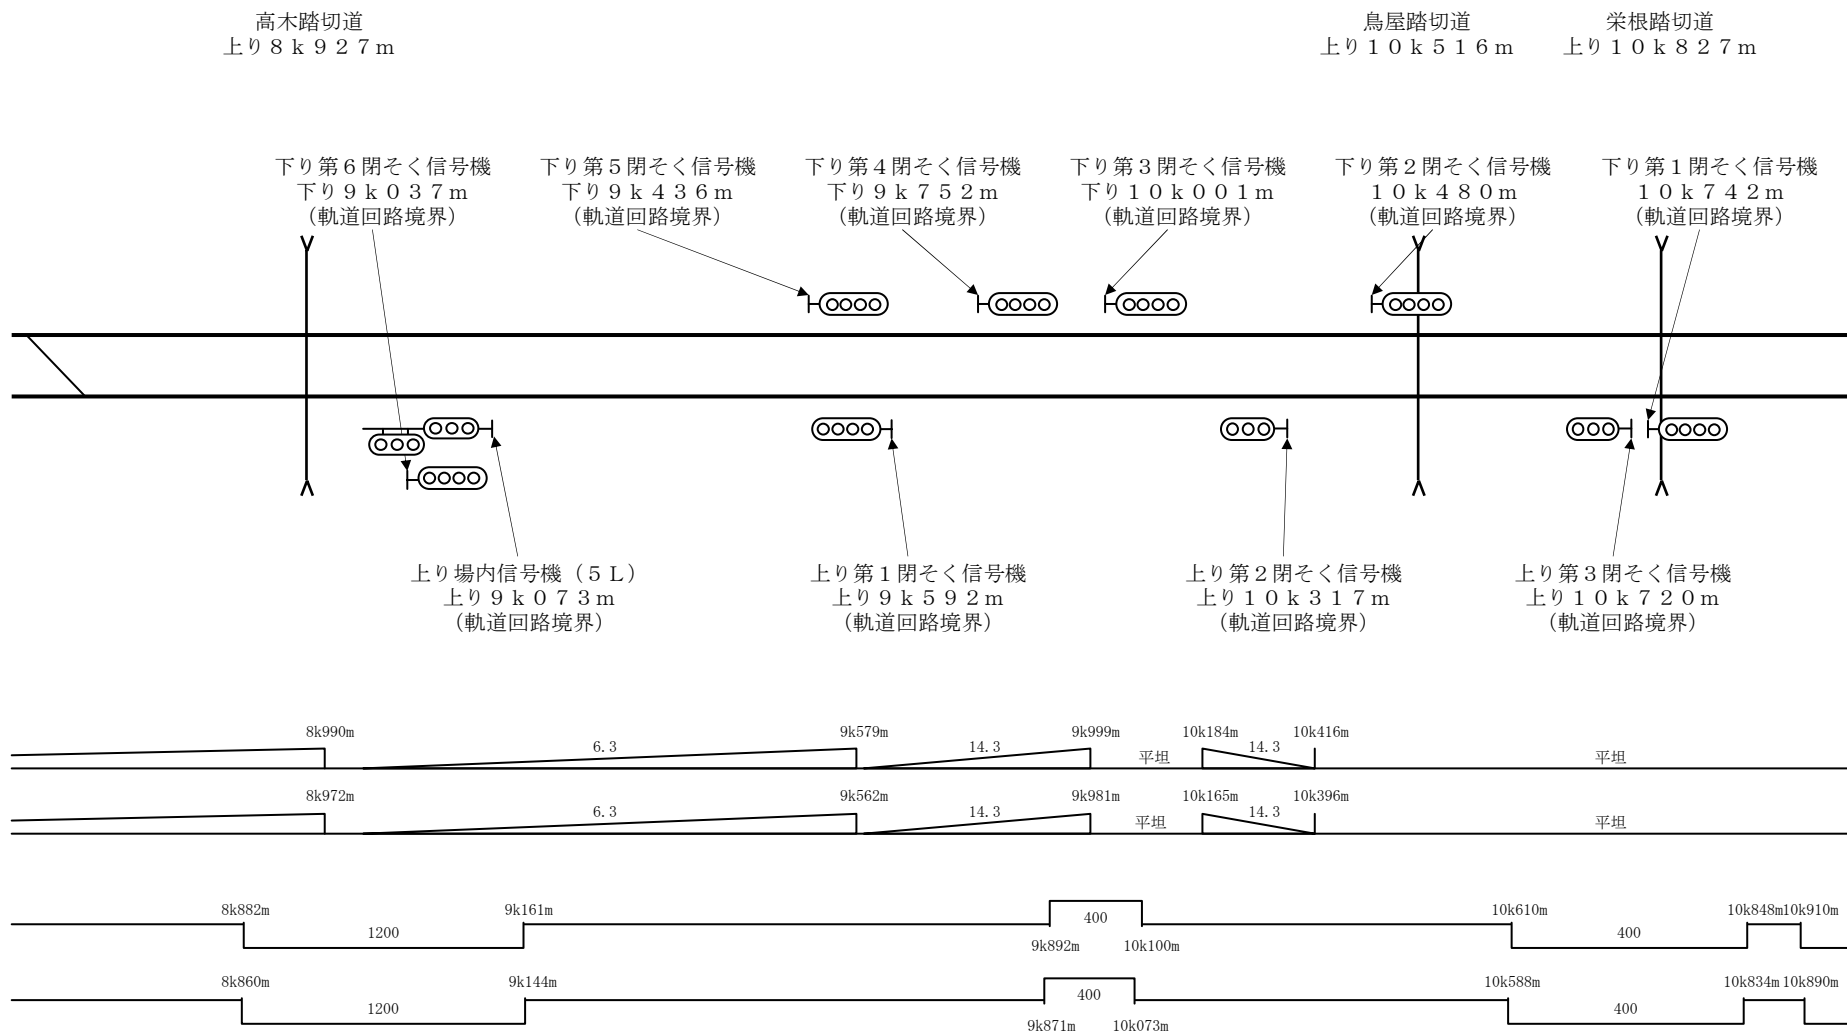 高木踏切道
上り８ｋ９２７ｍ
鳥屋踏切道
上り１０ｋ５１６ｍ
栄根踏切道
上り１０ｋ８２７ｍ
下り第６閉そく信号機
下り９ｋ０３７ｍ
（軌道回路境界）
下り第５閉そく信号機
下り９ｋ４３６ｍ
（軌道回路境界）
下り第４閉そく信号機
下り９ｋ７５２ｍ
（軌道回路境界）
下り第３閉そく信号機
下り１０ｋ００１ｍ
（軌道回路境界）
下り第２閉そく信号機
１０ｋ４８０ｍ
（軌道回路境界）
下り第１閉そく信号機
１０ｋ７４２ｍ
（軌道回路境界）
上り場内信号機（５Ｌ）
上り９ｋ０７３ｍ
（軌道回路境界）
上り第１閉そく信号機
上り９ｋ５９２ｍ
（軌道回路境界）
上り第２閉そく信号機
上り１０ｋ３１７ｍ
（軌道回路境界）
上り第３閉そく信号機
上り１０ｋ７２０ｍ
（軌道回路境界）
8k990m 9k579m 9k999m 10k184m 10k416m
6.3 14.3 平坦 14.3 平坦
8k972m 9k562m 9k981m 10k165m 10k396m
6.3 14.3 平坦 14.3 平坦
8k882m 9k161m 10k610m 10k848m 10k910m
1200 400 400
9k892m 10k100m
8k860m 9k144m 10k588m 10k834m 10k890m
1200 400 400
9k871m 10k073m